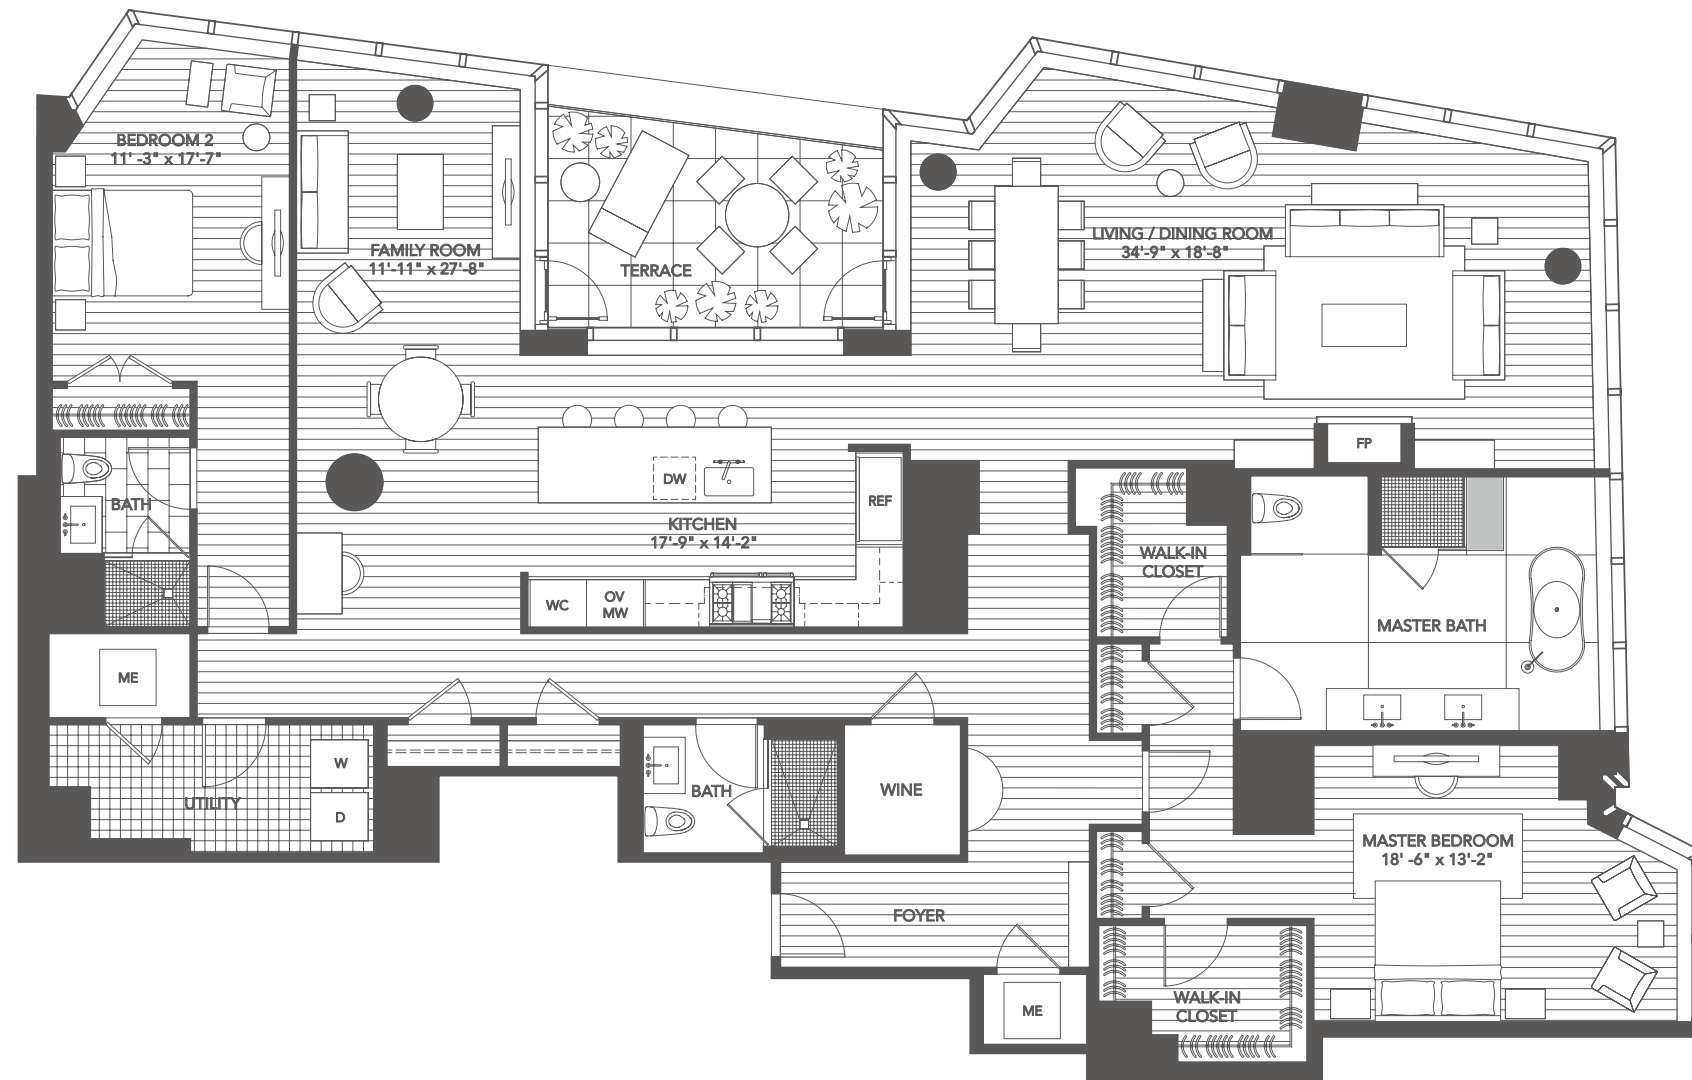 BEDROOM 2
11' -3" x 17'-7"
FAMILY ROOM
11'-11" x 27'-8"
TERRACE
LIVING / DINING ROOM
34'-9" x 18'-8"
FP
DW
REF
KITCHEN
17'-9" x 14'-2"
WC
OV
MW
BATH
WALK-IN
CLOSET
MASTER BATH
ME
UTILITY
W
D
BATH
WINE
MASTER BEDROOM
18' -6" x 13'-2"
FOYER
ME
WALK-IN
CLOSET